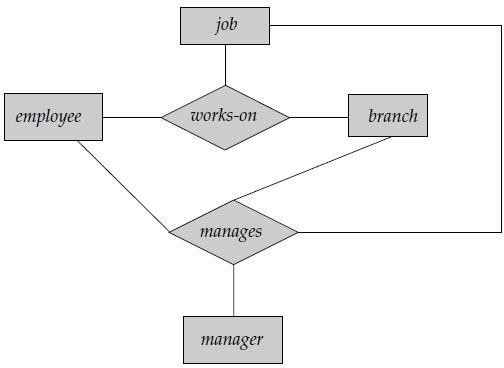 job
employee
works-on
branch
manages
manager